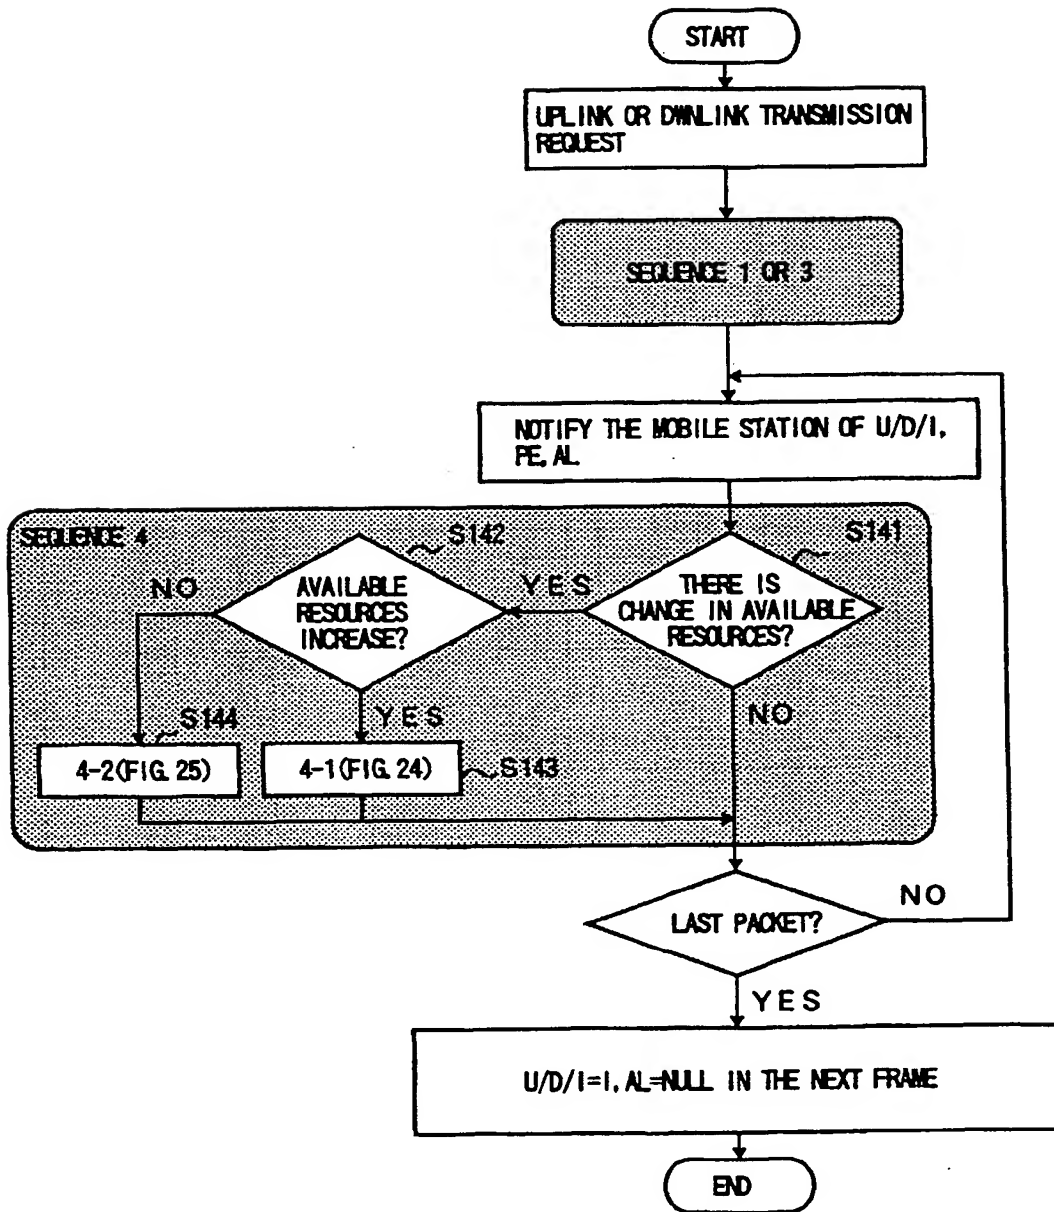 START
UPLINK OR DWNLINK TRANSMISSION
REQUEST
SEQUENCE 1 OR 3
NOTIFY THE MOBILE STATION OF U/D/I,
PE, AL
SEQUENCE 4
S142
S141
NO
AVAILABLE
RESOURCES
INCREASE?
YES
THERE IS
CHANGE IN AVAILABLE
RESOURCES?
YES
NO
S144
4-2(FIG. 25)
4-1(FIG. 24)
S143
LAST PACKET?
NO
YES
U/D/I=I, AL=NULL IN THE NEXT FRAME
END